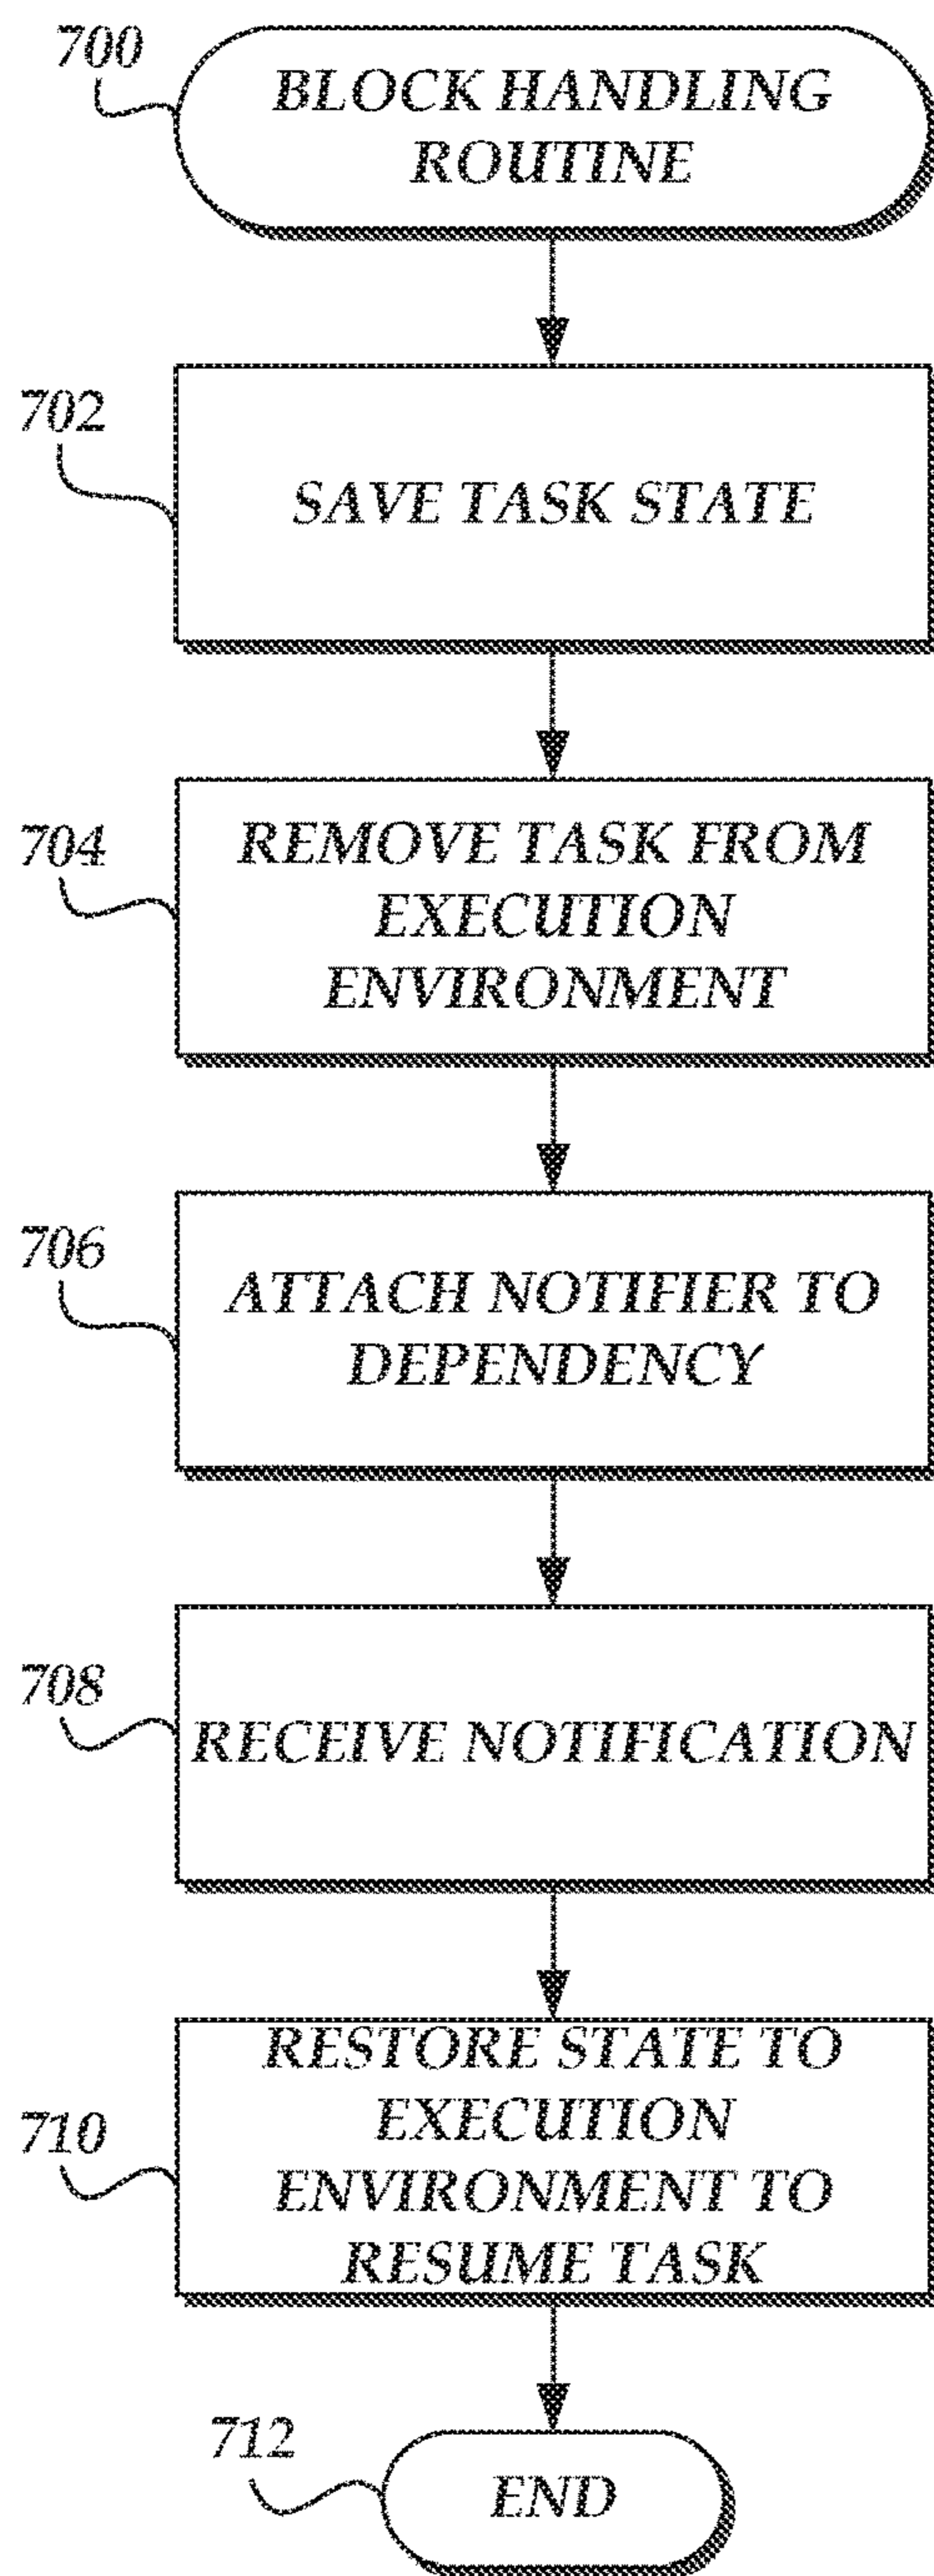 700
BLOCK HANDLING
ROUTINE
702
SAVE TASK STATE
704
REMOVE TASK FROM
EXECUTION
ENVIRONMENT
706
ATTACH NOTIFIER TO
DEPENDENCY
708
RECEIVE NOTIFICATION
710
RESTORE STATE TO
EXECUTION
ENVIRONMENT TO
RESUME TASK
712
END